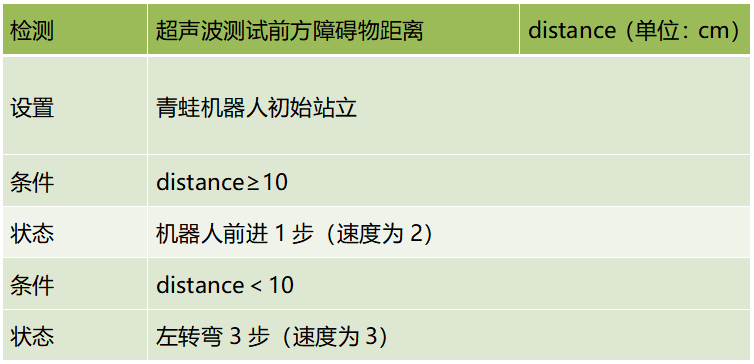 检测 超声波测试前方障碍物距离 distance（单位：cm）
设置 青蛙机器人初始站立
条件 distance≥10
状态 机器人前进1步（速度为2）
条件 distance＜10
状态 左转弯3步（速度为3）